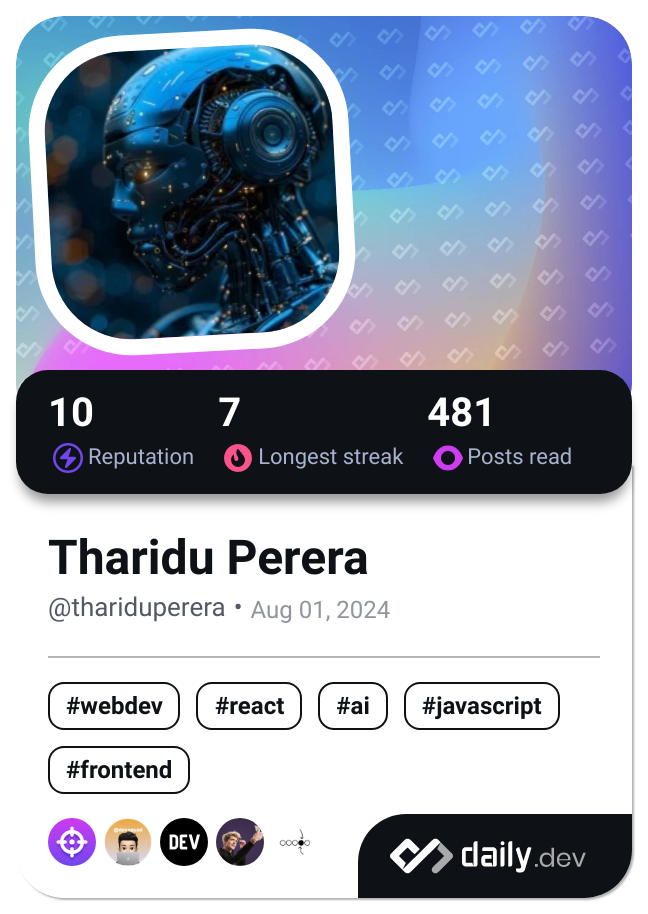 10 7 481
Reputation Longest streak Posts read
Tharidu Perera
@thariduperera • Aug 01, 2024
#webdev #react #ai #javascript
#frontend
DEV
daily.dev